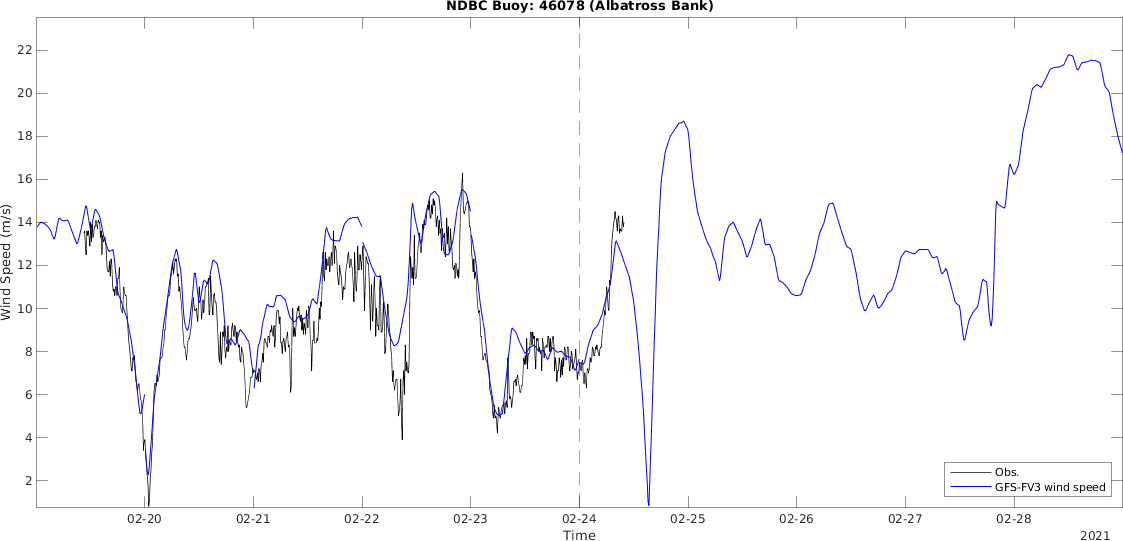 NDBC Buoy: 46078 (Albatross Bank)
22
20
18
16
14
12
10
8
6
4
2
Wind Speed (m/s)
Obs.
GFS-FV3 wind speed
02-20 02-21 02-22 02-23 02-24 02-25 02-26 02-27 02-28
Time
2021